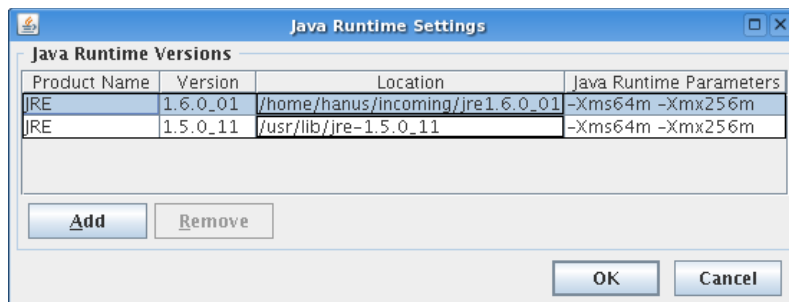 Java Runtime Settings
Java Runtime Versions
Product Name Version Location Java Runtime Parameters
JRE 1.6.0_01 /home/hanus/incoming/jre1.6.0_01 -Xms64m -Xmx256m
JRE 1.5.0_11 /usr/lib/jre-1.5.0_11 -Xms64m -Xmx256m
Add Remove
OK Cancel